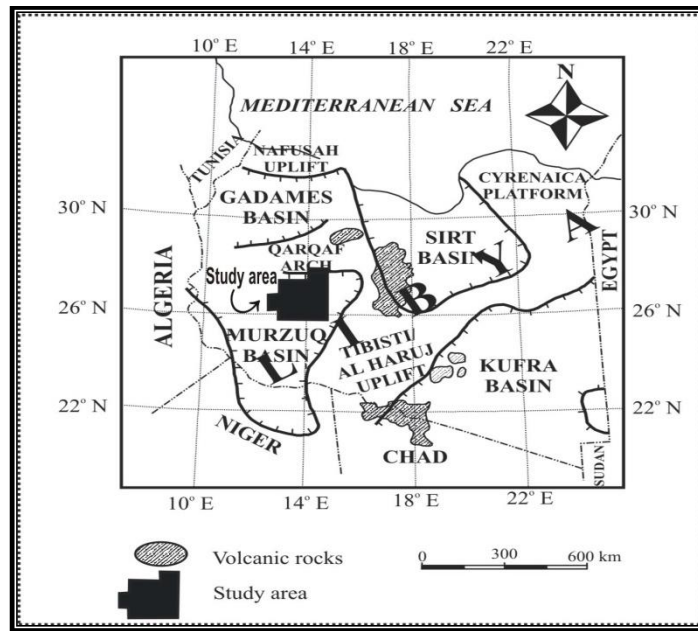 10° E
14° E
18° E
22° E
N
MEDITERRANEAN SEA
TUNISIA
NAFUSAH
UPLIFT
CYRENAICA
PLATFORM
GADAMES
BASIN
30° N
30° N
SIRT
BASIN
QARQAF
ARCH
Study area
ALGERIA
EGYPT
26° N
26° N
MURZUQ
BASIN
L I B Y A
TIBISTI
AL HARUJ
UPLIFT
KUFRA
BASIN
22° N
22° N
NIGER
CHAD
SUDAN
10° E
14° E
18° E
22° E
Volcanic rocks
0 300 600 km
Study area